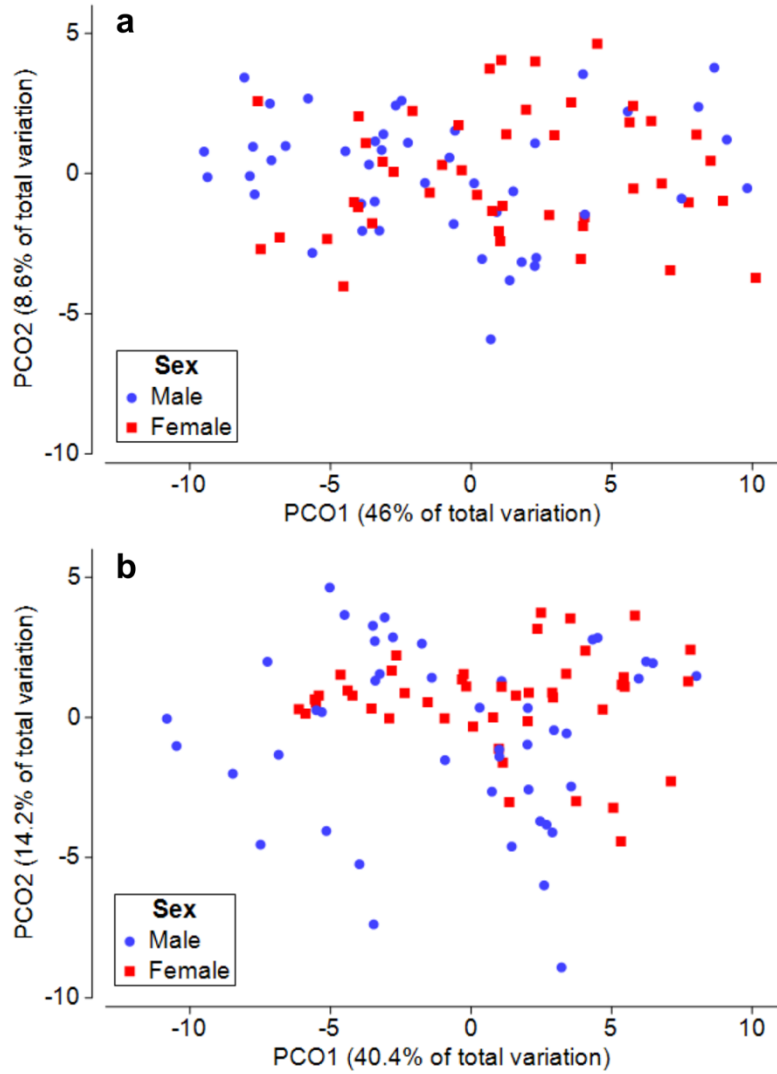 a
5
0
-5
-10
PCO2 (8.6% of total variation)
Sex
Male
Female
-10 -5 0 5 10
PCO1 (46% of total variation)
b
5
0
-5
-10
PCO2 (14.2% of total variation)
Sex
Male
Female
-10 -5 0 5 10
PCO1 (40.4% of total variation)